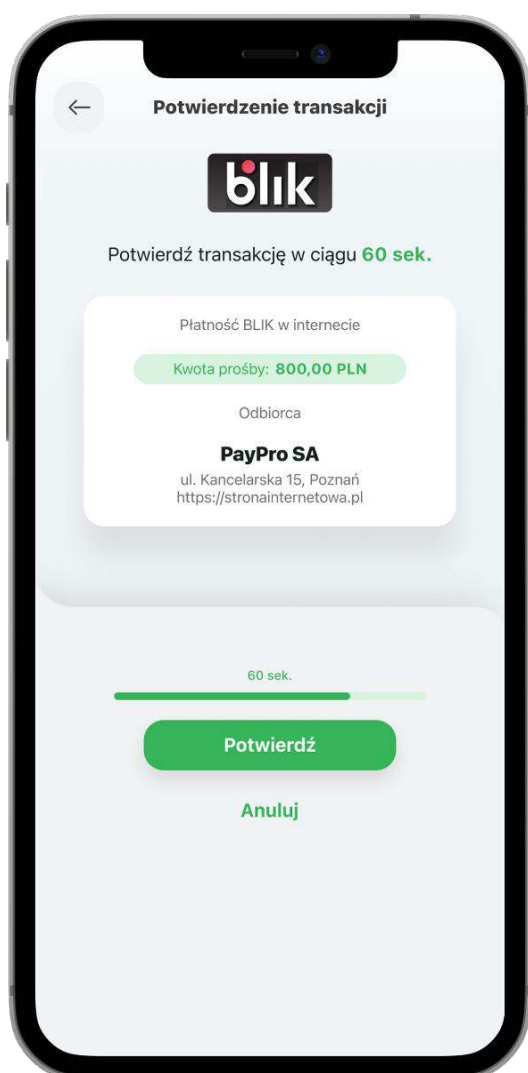 Potwierdzenie transakcji
blik
Potwierdź transakcję w ciągu 60 sek.
Płatność BLIK w internecie
Kwota prośby: 800,00 PLN
Odbiorca
PayPro SA
ul. Kancelarska 15, Poznań
https://stronainternetowa.pl
60 sek.
Potwierdź
Anuluj